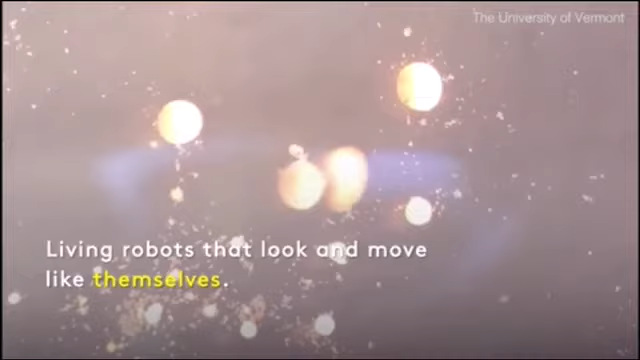 The University of Vermont
Living robots that look and move
like themselves.